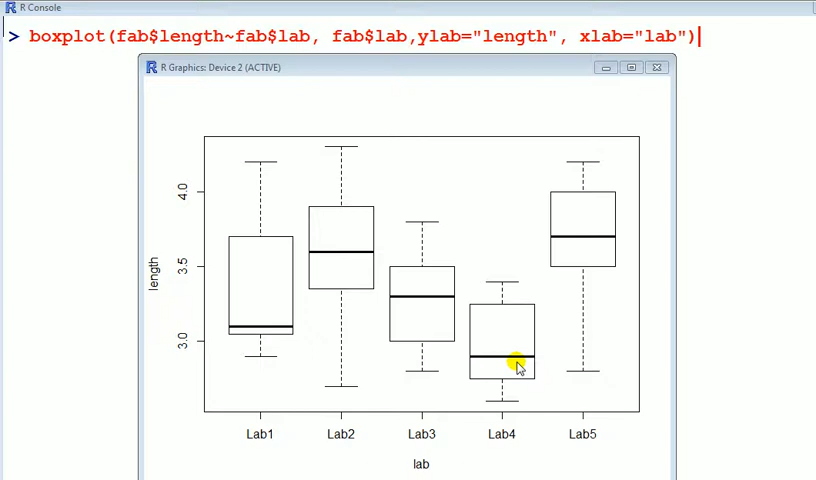 R Console
> boxplot(fab$length~fab$lab, fab$lab,ylab="length", xlab="lab")
R Graphics: Device 2 (ACTIVE)
4.0
3.5
3.0
length
Lab1 Lab2 Lab3 Lab4 Lab5
lab